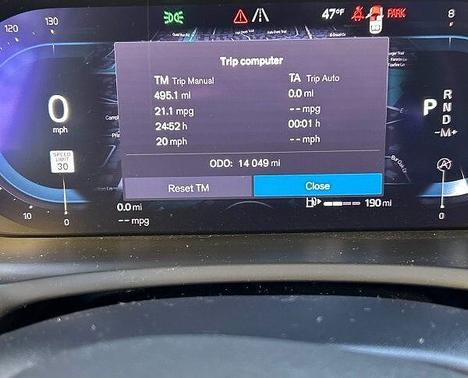 120
130
47°F
PARK
8
Trip computer
TM Trip Manual
TA Trip Auto
495.1 mi
0.0 mi
21.1 mpg
-- mpg
24:52 h
00:01 h
20 mph
-- mph
ODO: 14 049 mi
Reset TM
Close
0
mph
SPEED
LIMIT
30
P
R
N
D
-M+
10
0
0.0 mi
-- mpg
190 mi
0